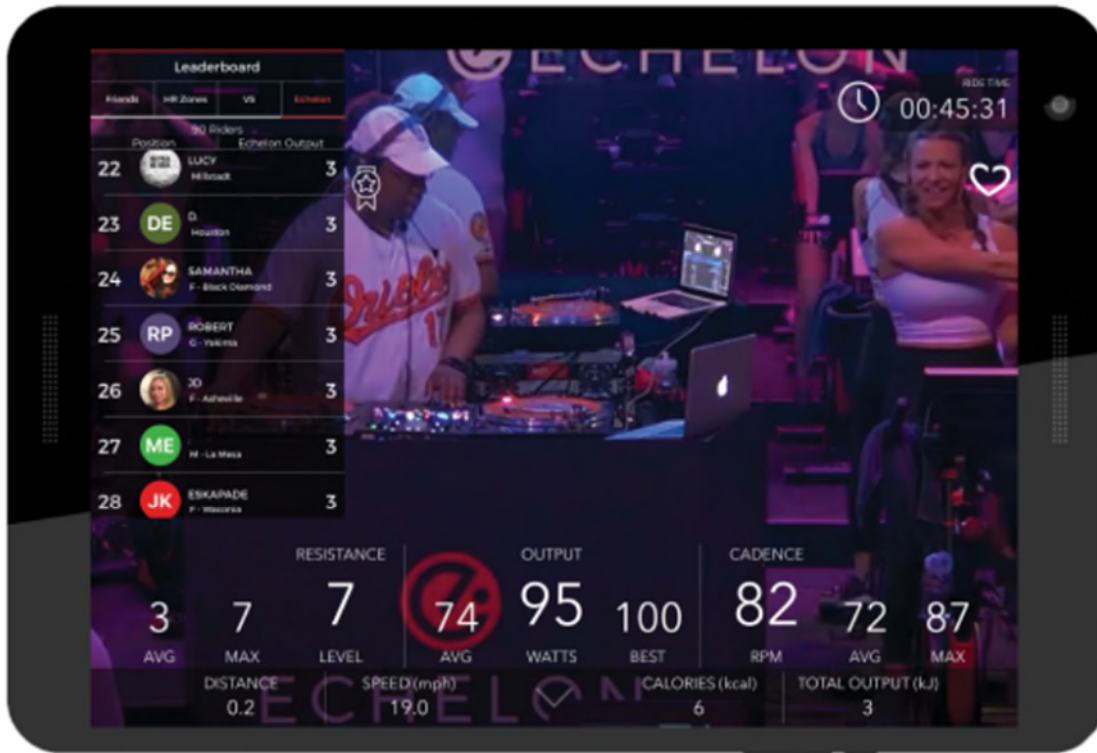 ECHELON
Leaderboard
Friends
HR Zones
VS
Echelon
90 Riders
Position
Echelon Output
22
LUCY
Millstadt
3
23
DE
D.
Houston
3
24
SAMANTHA
F - Black Diamond
3
25
RP
ROBERT
G - Yakima
3
26
JD
F - Asheville
3
27
ME
M - La Mesa
3
28
JK
ESKAPADE
F - Waconia
3
RIDE TIME
00:45:31
Orioles
RESISTANCE
3
AVG
7
MAX
7
LEVEL
OUTPUT
74
AVG
95
WATTS
100
BEST
CADENCE
82
RPM
72
AVG
87
MAX
DISTANCE
0.2
SPEED (mph)
19.0
CALORIES (kcal)
6
TOTAL OUTPUT (kJ)
3
ECHELON